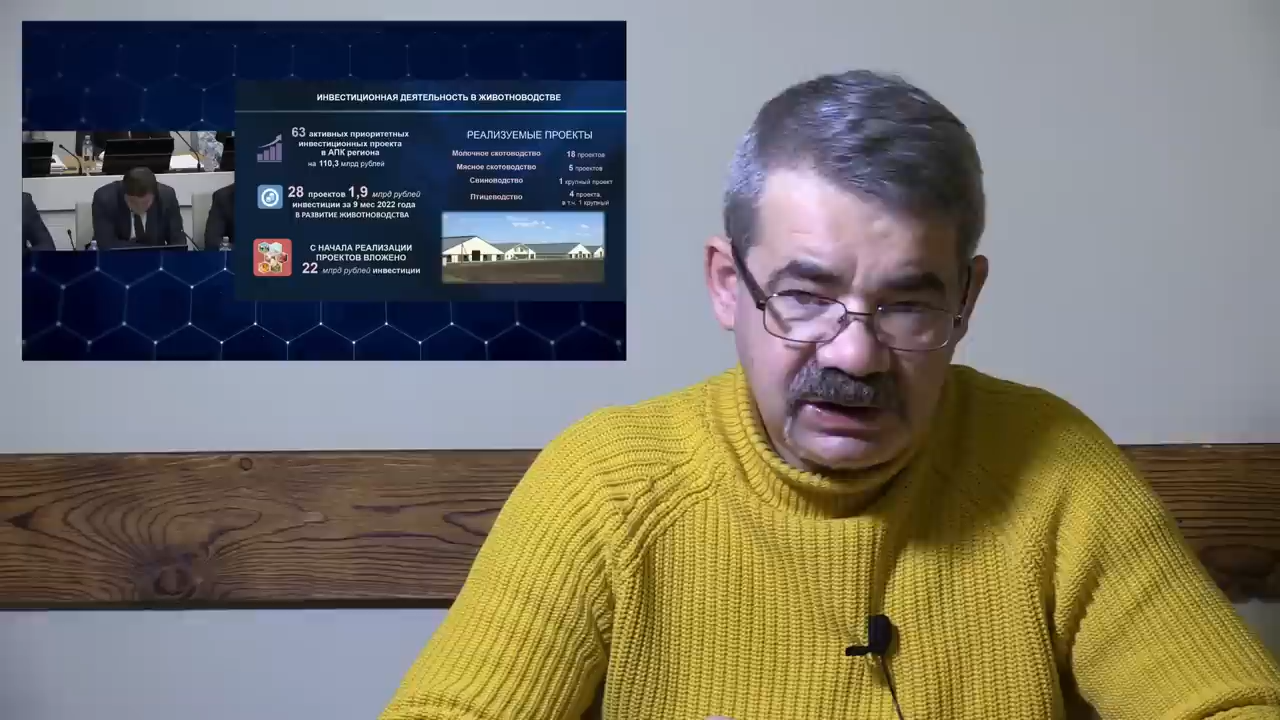 ИНВЕСТИЦИОННАЯ ДЕЯТЕЛЬНОСТЬ В ЖИВОТНОВОДСТВЕ
63 активных приоритетных
инвестиционных проекта
в АПК региона
на 110,3 млрд рублей
28 проектов 1,9 млрд рублей
инвестиции за 9 мес 2022 года
В РАЗВИТИЕ ЖИВОТНОВОДСТВА
С НАЧАЛА РЕАЛИЗАЦИИ
ПРОЕКТОВ ВЛОЖЕНО
22 млрд рублей инвестиции
РЕАЛИЗУЕМЫЕ ПРОЕКТЫ
Молочное скотоводство 18 проектов
Мясное скотоводство 5 проектов
Свиноводство 1 крупный проект
Птицеводство 4 проекта,
в т.ч. 1 крупный